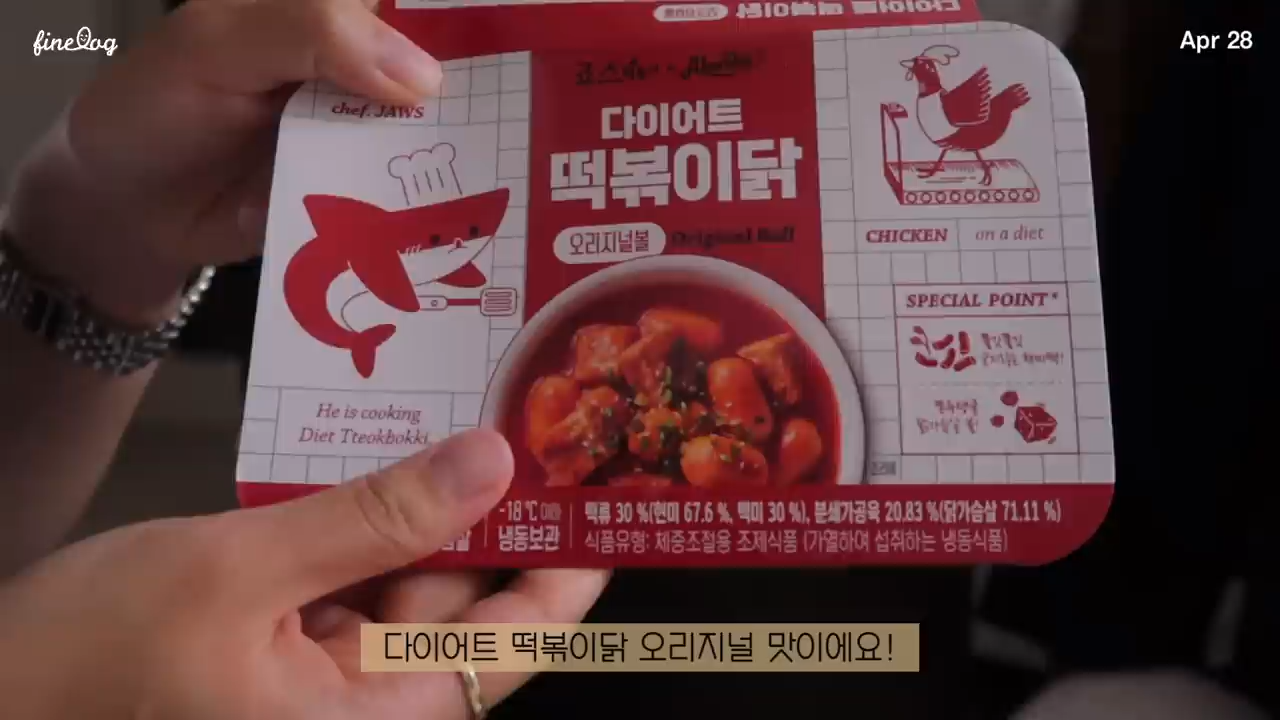 finelog
Apr 28
chef. JAWS
다이어트
떡볶이닭
오리지널볼
Original Ball
CHICKEN
on a diet
SPECIAL POINT*
He is cooking
Diet Tteokbokki
-18 ℃ 이하
냉동보관
떡류 30 %(현미 67.6 %, 백미 30 %), 분쇄가공육 20.83 %(닭가슴살 71.11 %)
식품유형: 체중조절용 조제식품 (가열하여 섭취하는 냉동식품)
다이어트 떡볶이닭 오리지널 맛이에요!